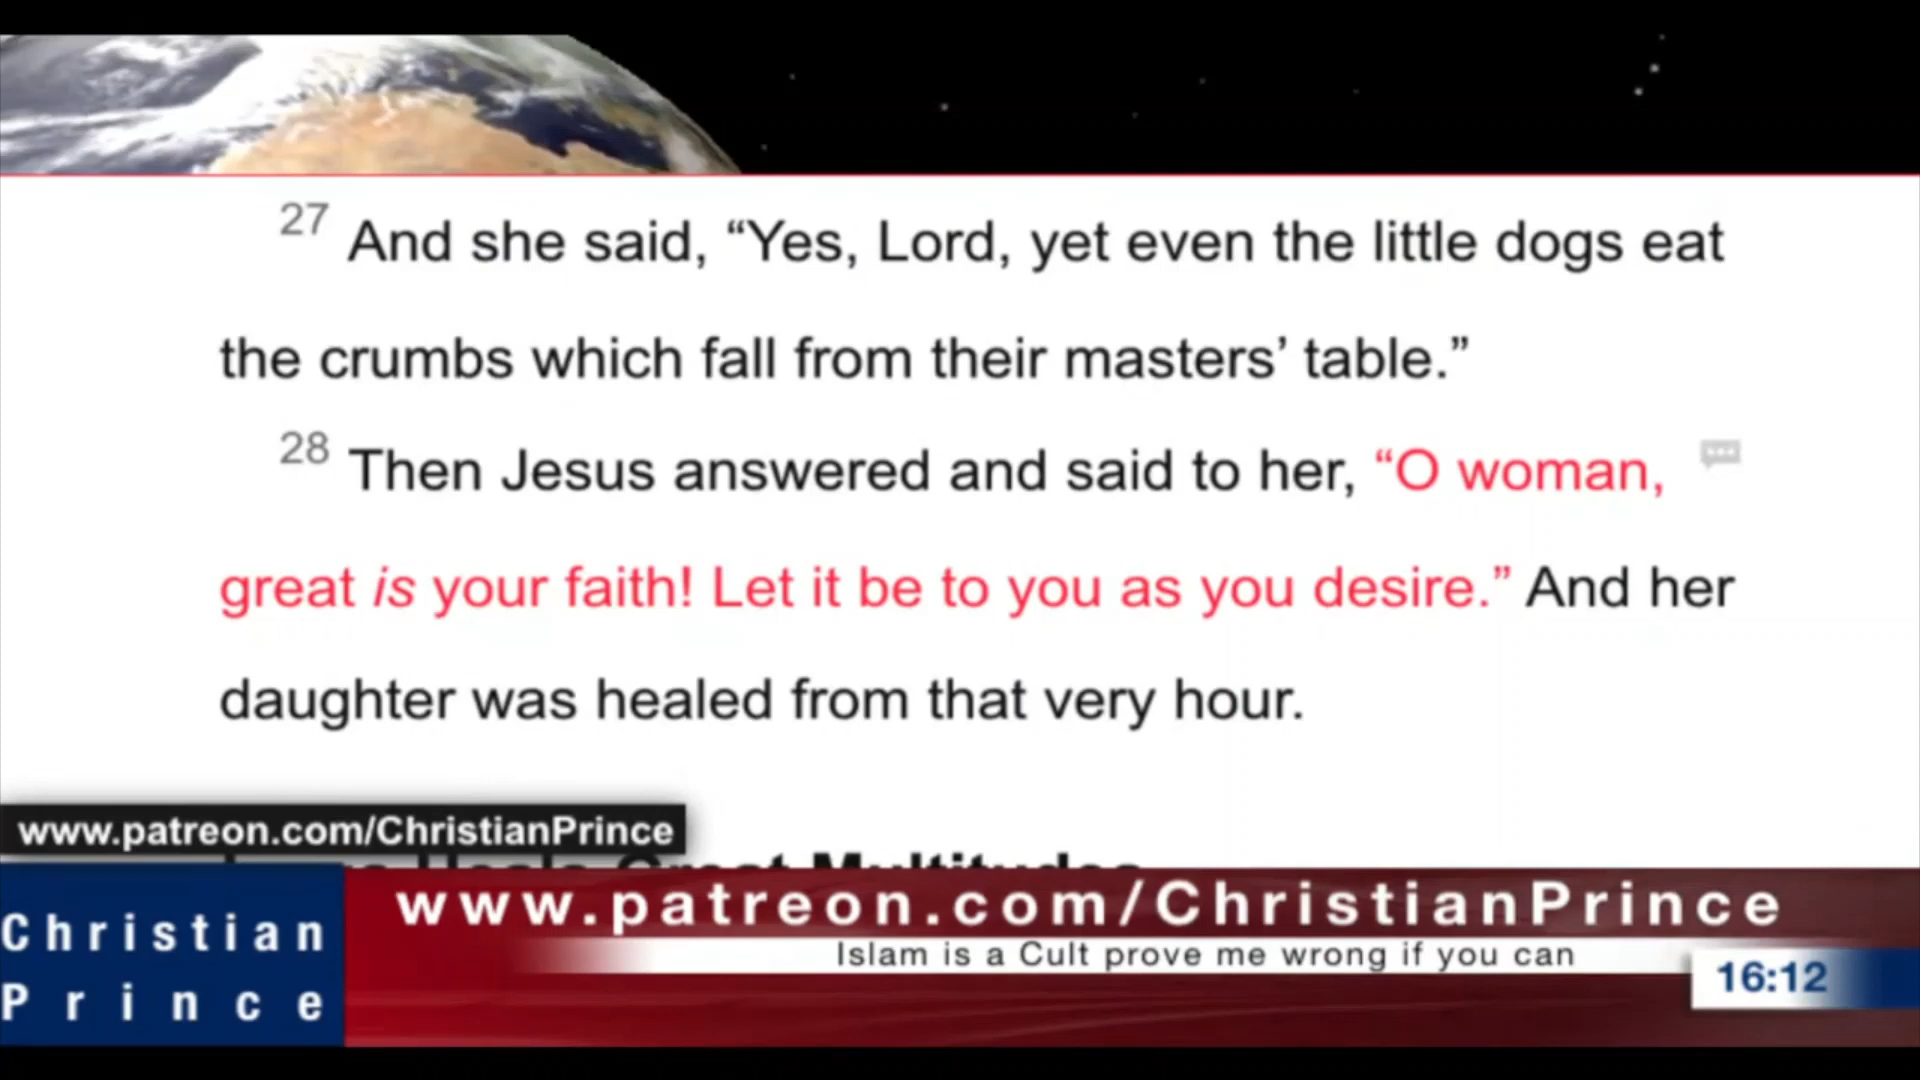 27 And she said, “Yes, Lord, yet even the little dogs eat
the crumbs which fall from their masters’ table.”
28 Then Jesus answered and said to her, “O woman,
great is your faith! Let it be to you as you desire.” And her
daughter was healed from that very hour.
www.patreon.com/ChristianPrince
Great Multitudes
www.patreon.com/ChristianPrince
Islam is a Cult prove me wrong if you can
Christian
Prince
16:12